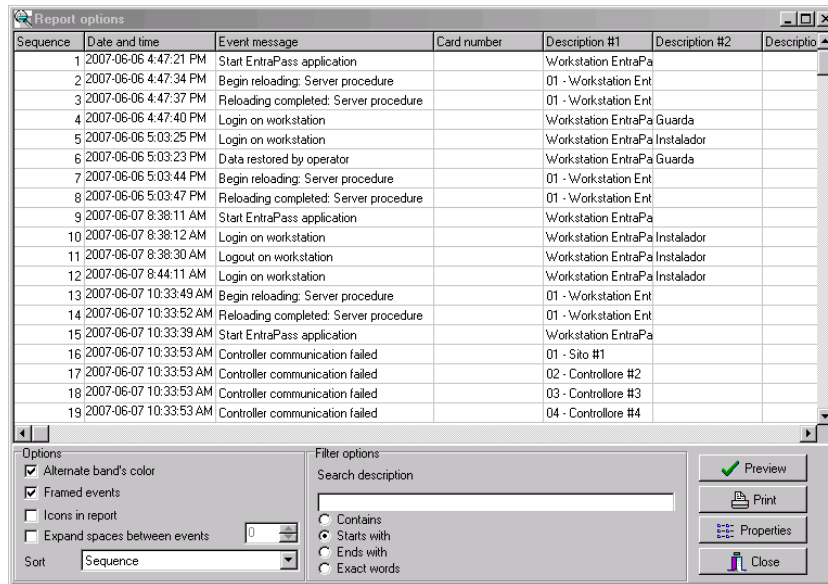 Report options
Sequence Date and time Event message Card number Description #1 Description #2 Descriptio
1 2007-06-06 4:47:21 PM Start EntraPass application Workstation EntraPa
2 2007-06-06 4:47:34 PM Begin reloading: Server procedure 01 - Workstation Ent
3 2007-06-06 4:47:37 PM Reloading completed: Server procedure 01 - Workstation Ent
4 2007-06-06 4:47:40 PM Login on workstation Workstation EntraPa Guarda
5 2007-06-06 5:03:25 PM Login on workstation Workstation EntraPa Instalador
6 2007-06-06 5:03:23 PM Data restored by operator Workstation EntraPa Guarda
7 2007-06-06 5:03:44 PM Begin reloading: Server procedure 01 - Workstation Ent
8 2007-06-06 5:03:47 PM Reloading completed: Server procedure 01 - Workstation Ent
9 2007-06-07 8:38:11 AM Start EntraPass application Workstation EntraPa
10 2007-06-07 8:38:12 AM Login on workstation Workstation EntraPa Instalador
11 2007-06-07 8:38:30 AM Logout on workstation Workstation EntraPa Instalador
12 2007-06-07 8:44:11 AM Login on workstation Workstation EntraPa Instalador
13 2007-06-07 10:33:49 AM Begin reloading: Server procedure 01 - Workstation Ent
14 2007-06-07 10:33:52 AM Reloading completed: Server procedure 01 - Workstation Ent
15 2007-06-07 10:33:39 AM Start EntraPass application Workstation EntraPa
16 2007-06-07 10:33:53 AM Controller communication failed 01 - Sito #1
17 2007-06-07 10:33:53 AM Controller communication failed 02 - Controllore #2
18 2007-06-07 10:33:53 AM Controller communication failed 03 - Controllore #3
19 2007-06-07 10:33:53 AM Controller communication failed 04 - Controllore #4
Options
Alternate band's color
Framed events
Icons in report
Expand spaces between events 0
Sort Sequence
Filter options
Search description
Contains
Starts with
Ends with
Exact words
Preview
Print
Properties
Close